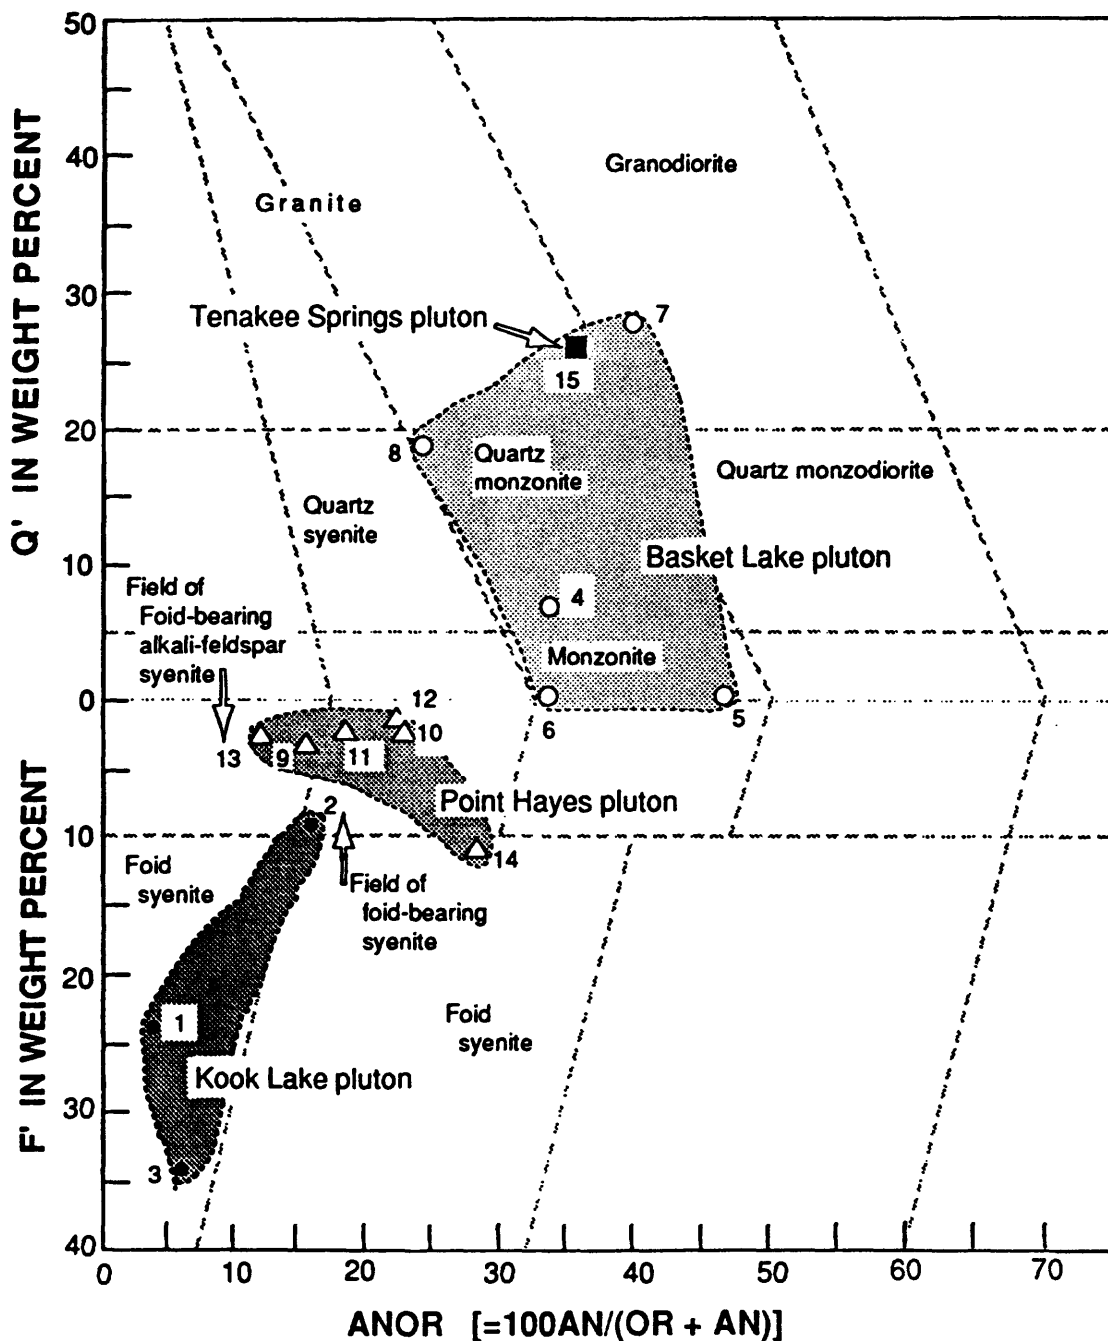 50
40
30
20
10
0
10
20
30
40
Q' IN WEIGHT PERCENT
F' IN WEIGHT PERCENT
Granodiorite
Granite
Tenakee Springs pluton
7
15
8
Quartz
monzonite
Quartz monzodiorite
Quartz
syenite
Basket Lake pluton
Field of
Foid-bearing
alkali-feldspar
syenite
4
Monzonite
12
6
5
13
9
11
10
Point Hayes pluton
2
14
Foid
syenite
Field of
foid-bearing
syenite
1
Foid
syenite
Kook Lake pluton
3
0
10
20
30
40
50
60
70
ANOR [=100AN/(OR + AN)]